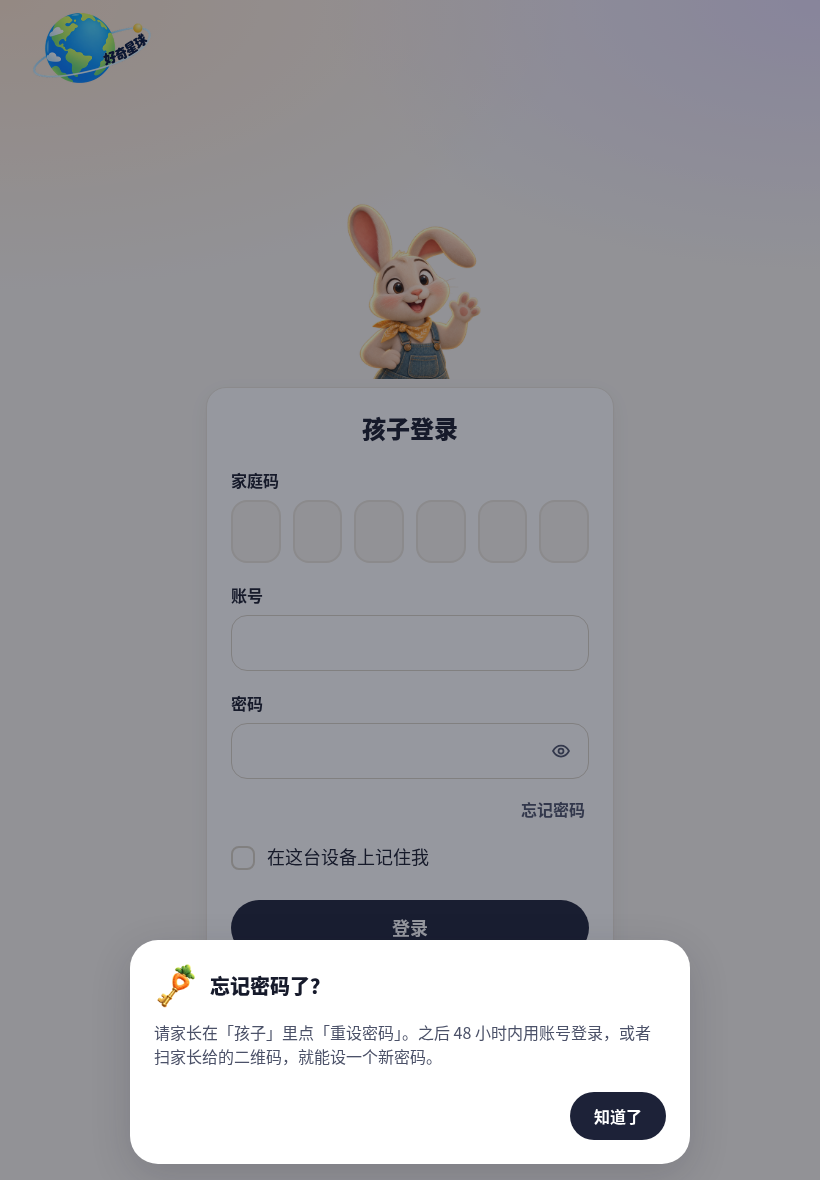 好奇星球
孩子登录
家庭码
账号
密码
忘记密码
在这台设备上记住我
登录
忘记密码了?
请家长在「孩子」里点「重设密码」。之后 48 小时内用账号登录，或者
扫家长给的二维码，就能设一个新密码。
知道了